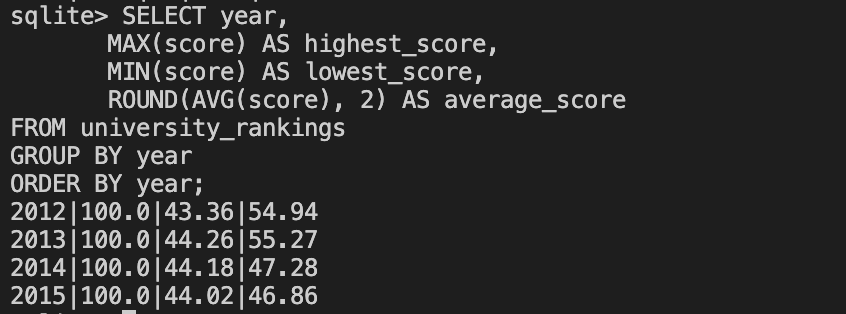 sqlite> SELECT year,
       MAX(score) AS highest_score,
       MIN(score) AS lowest_score,
       ROUND(AVG(score), 2) AS average_score
FROM university_rankings
GROUP BY year
ORDER BY year;
2012|100.0|43.36|54.94
2013|100.0|44.26|55.27
2014|100.0|44.18|47.28
2015|100.0|44.02|46.86